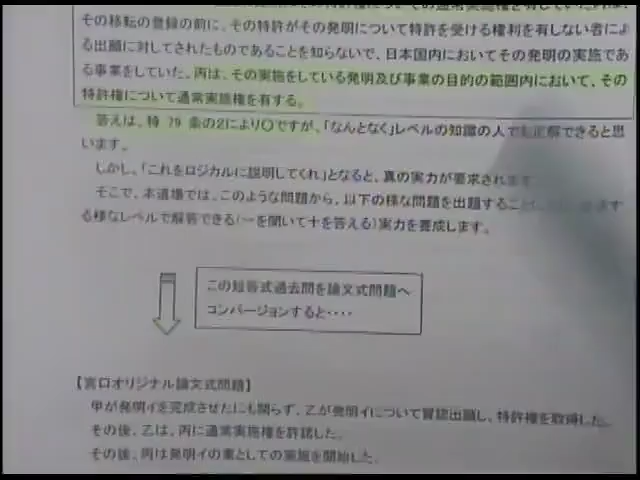 その移転の登録の前に、その特許がその発明について特許を受ける権利を有しない者によ
る出願に対してされたものであることを知らないで、日本国内においてその発明の実施であ
る事業をしていた。丙は、その実施をしている発明及び事業の目的の範囲内において、その
特許権について通常実施権を有する。
答えは、特 79 条の2により〇ですが、「なんとなく」レベルの知識の人でも正解できると思
います。
しかし、「これをロジカルに説明してくれ」となると、真の実力が要求されます
そこで、本道場では、このような問題から、以下の様な問題を出題するこ
る様なレベルで解答できる(一を聞いて十を答える)実力を養成します。
この短答式過去問を論文式問題へ
コンバージョンすると・・・・
【宮口オリジナル論文式問題】
甲が発明イを完成させたにも関らず、乙が発明イについて冒認出願し、特許権を取得した。
その後、乙は、丙に通常実施権を許諾した。
その後、丙は発明イの業としての実施を開始した。